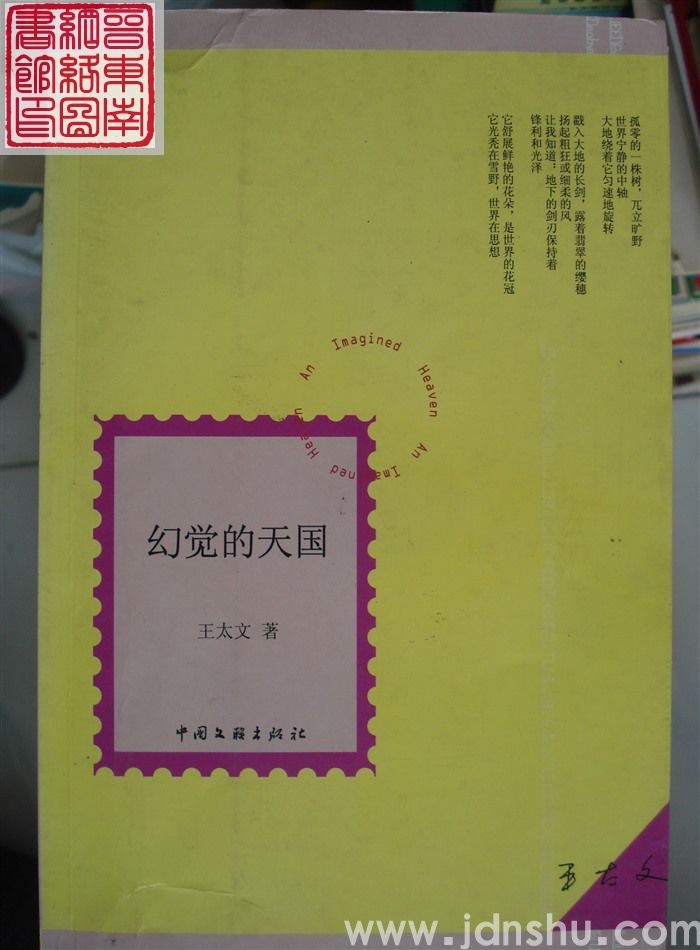 晋东南
网络图
书馆印
孤零的一株树，兀立旷野
世界宁静的中轴
大地绕着它匀速地旋转
戳入大地的长剑，露着翡翠的缨穗
扬起粗狂或细柔的风
让我知道：地下的剑刃保持着
锋利和光泽
它舒展鲜艳的花朵，是世界的花冠
它光秃在雪野，世界在思想
An Imagined Heaven An Imagined Heaven
幻觉的天国
王太文 著
中国文联出版社
王太文
www.jdnshu.com